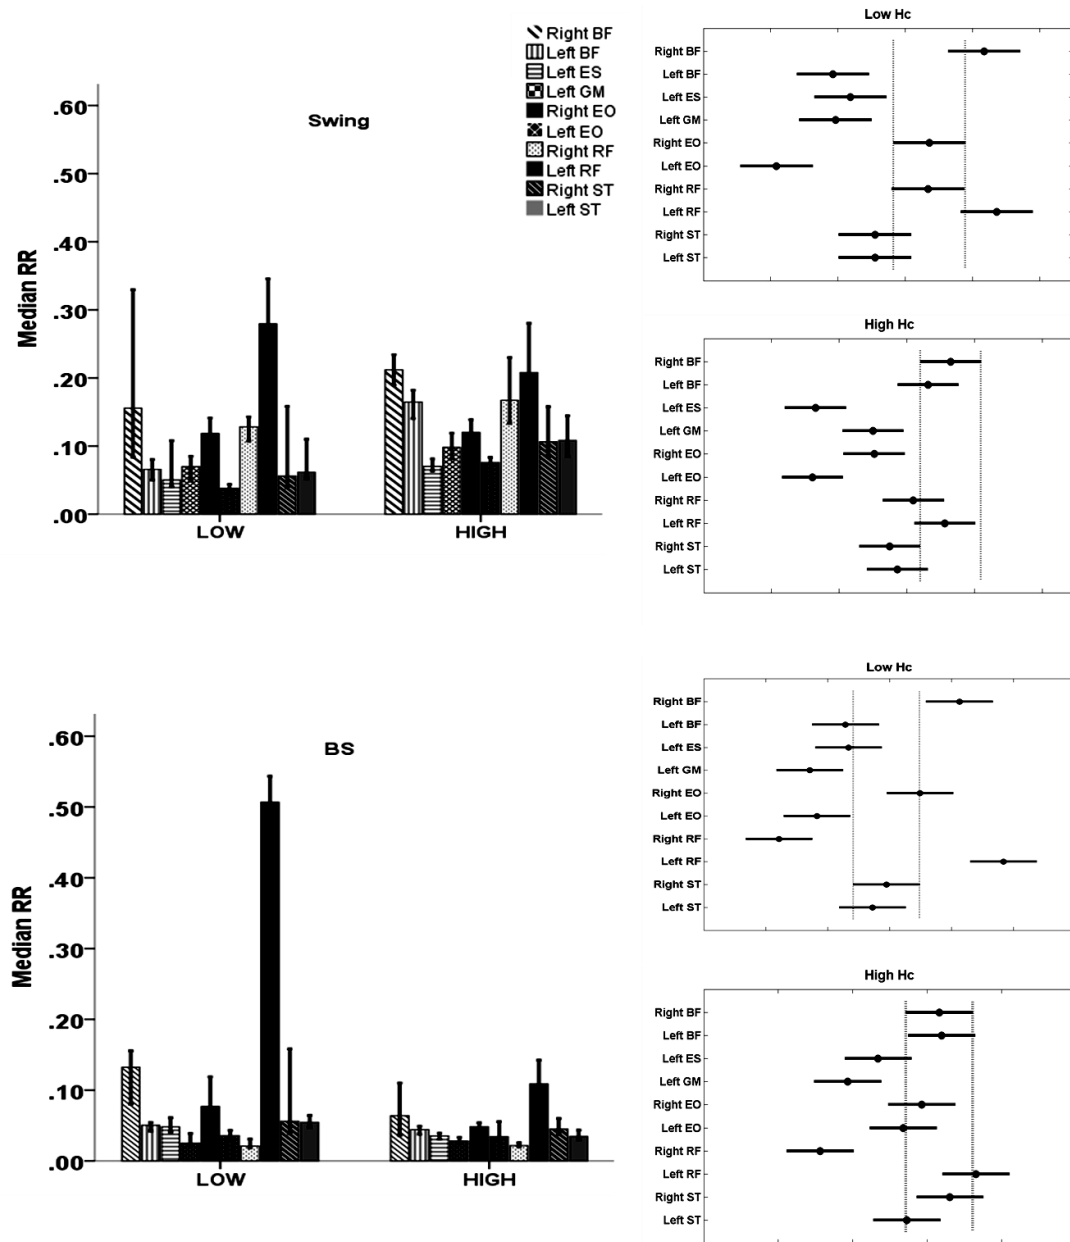 Right BF
Left BF
Left ES
Left GM
Right EO
Left EO
Right RF
Left RF
Right ST
Left ST
Swing
Median RR
.60
.50
.40
.30
.20
.10
.00
LOW HIGH
Low Hc
Right BF
Left BF
Left ES
Left GM
Right EO
Left EO
Right RF
Left RF
Right ST
Left ST
High Hc
Right BF
Left BF
Left ES
Left GM
Right EO
Left EO
Right RF
Left RF
Right ST
Left ST
BS
Median RR
.60
.50
.40
.30
.20
.10
.00
LOW HIGH
Low Hc
Right BF
Left BF
Left ES
Left GM
Right EO
Left EO
Right RF
Left RF
Right ST
Left ST
High Hc
Right BF
Left BF
Left ES
Left GM
Right EO
Left EO
Right RF
Left RF
Right ST
Left ST